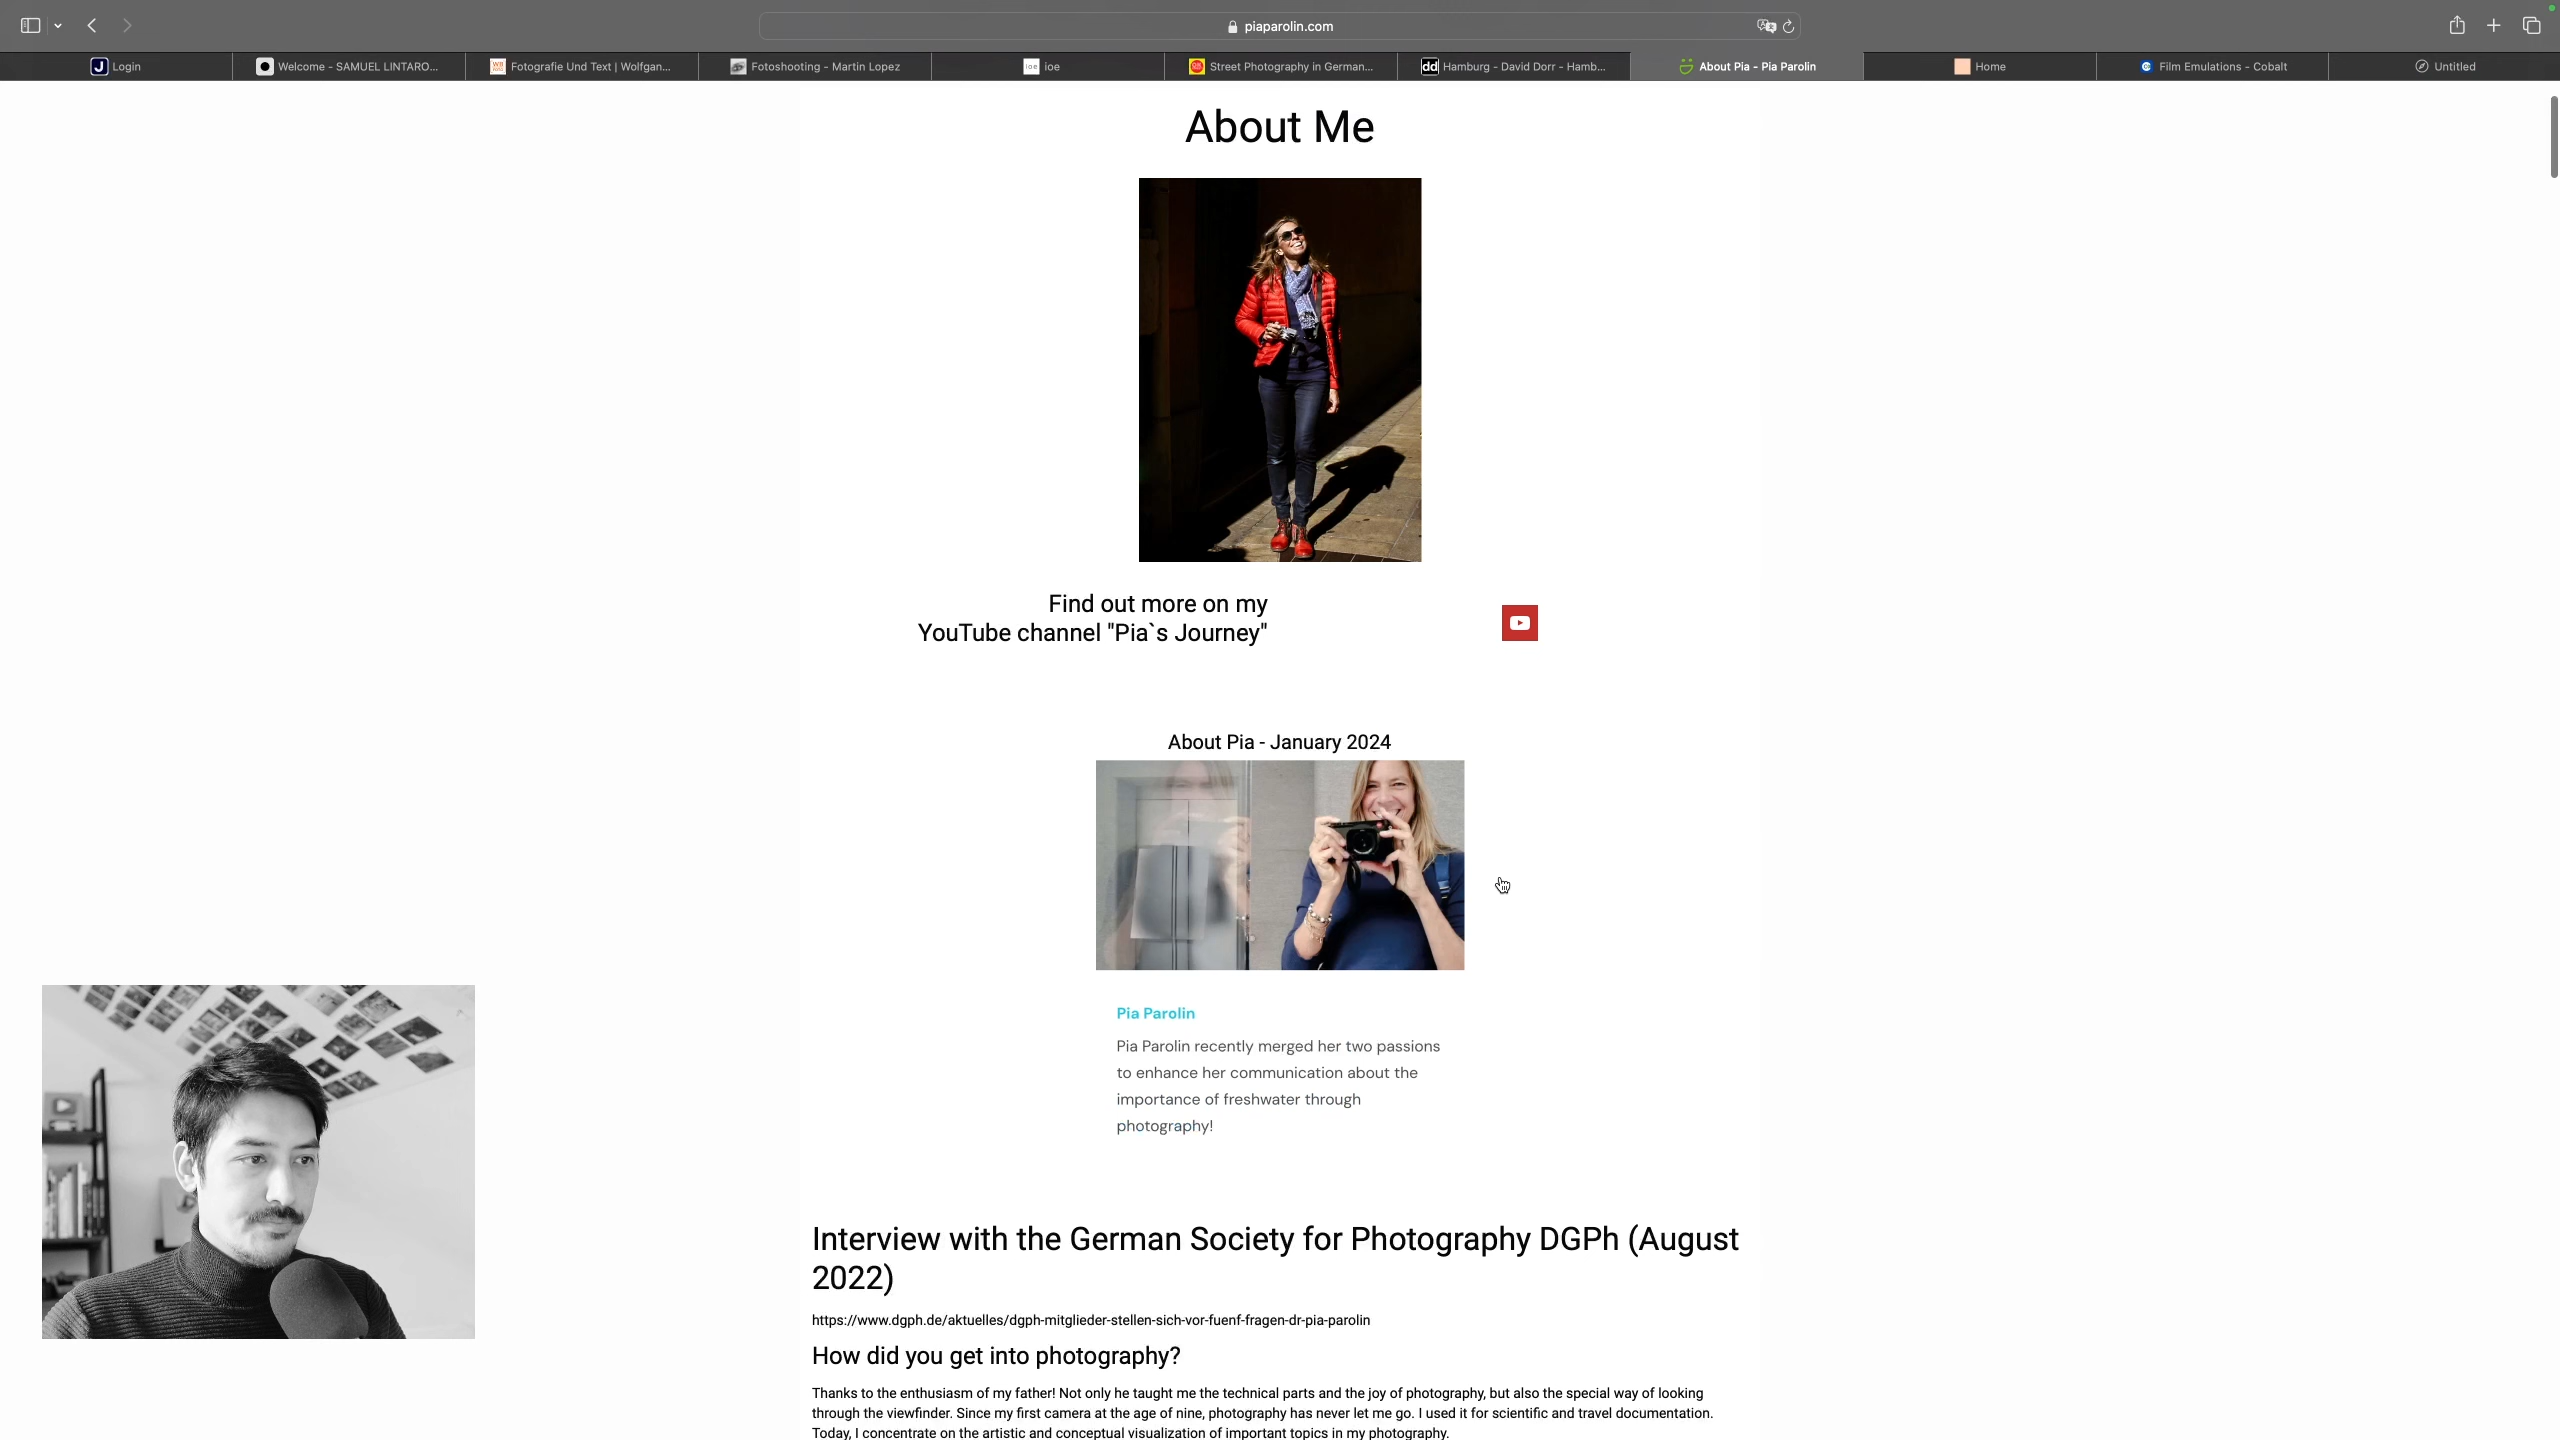 piaparolin.com
Login
Welcome - SAMUEL LINTARO...
Fotografie Und Text | Wolfgan...
Fotoshooting - Martin Lopez
ioe
ioe
Street Photography in German...
dd
Hamburg - David Dorr - Hamb...
About Pia - Pia Parolin
Home
Film Emulations - Cobalt
Untitled
About Me
Find out more on my
YouTube channel "Pia`s Journey"
About Pia - January 2024
Pia Parolin
Pia Parolin recently merged her two passions
to enhance her communication about the
importance of freshwater through
photography!
Interview with the German Society for Photography DGPh (August
2022)
https://www.dgph.de/aktuelles/dgph-mitglieder-stellen-sich-vor-fuenf-fragen-dr-pia-parolin
How did you get into photography?
Thanks to the enthusiasm of my father! Not only he taught me the technical parts and the joy of photography, but also the special way of looking
through the viewfinder. Since my first camera at the age of nine, photography has never let me go. I used it for scientific and travel documentation.
Today, I concentrate on the artistic and conceptual visualization of important topics in my photography.